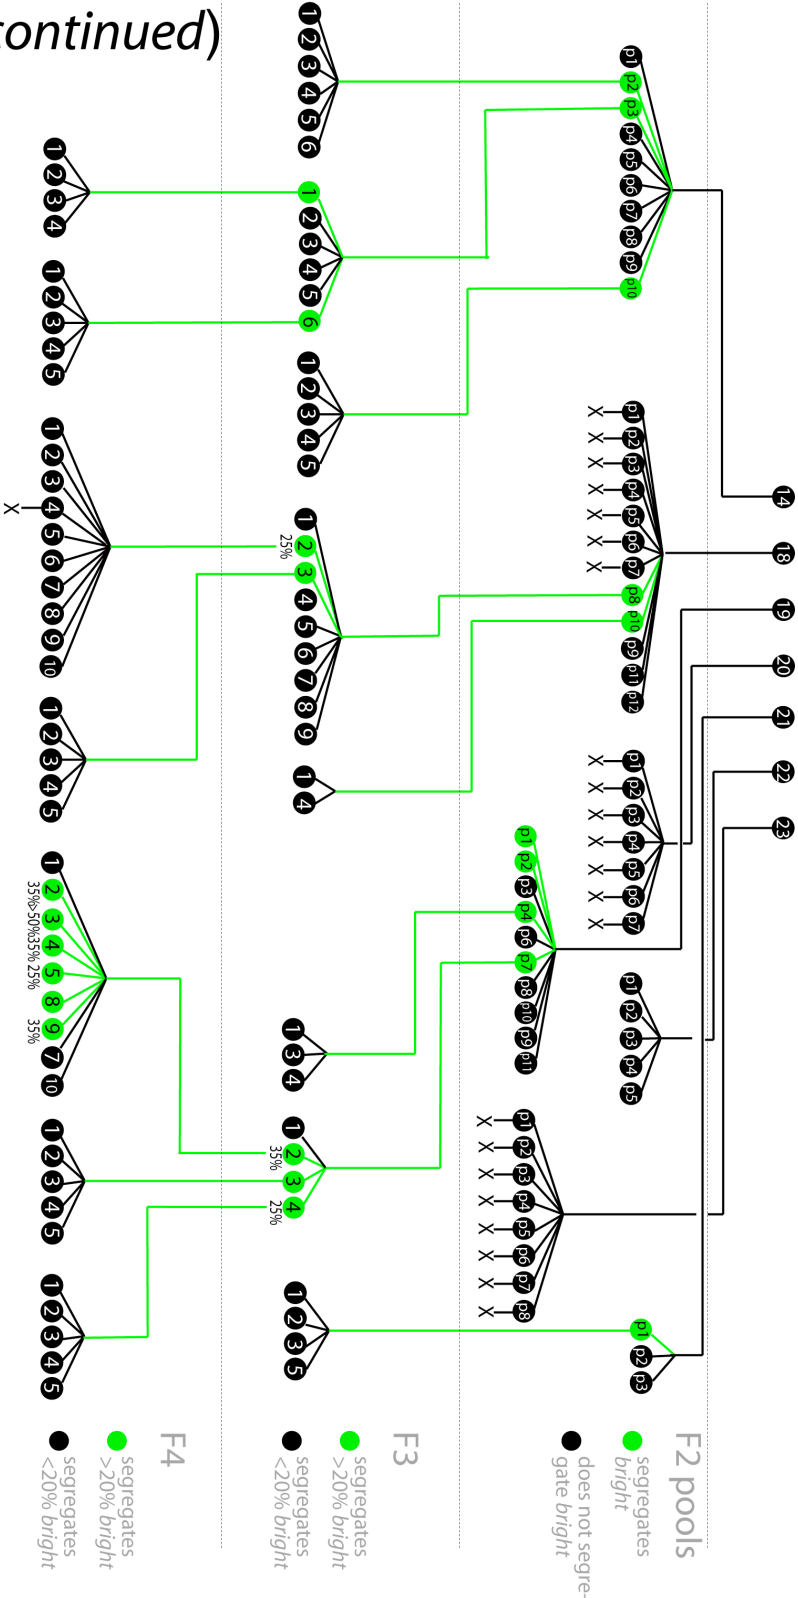 continued)
14 18 19 20 21 22 23
F2 pools
p1 p2 p3 p4 p5 p6 p7 p8 p9 p10
p1 p2 p3 p4 p5 p6 p7 p8 p10 p9 p11 p12
X X X X X X X
p1 p2 p3 p4 p5 p6 p7
X X X X X X X
p1 p2 p3 p4 p5
p1 p2 p3
segregates
bright
p1 p2 p3 p4 p6 p7 p8 p10 p9 p11
p1 p2 p3 p4 p5 p6 p7 p8
X X X X X X X X
does not segre-
gate bright
F3
1 2 3 4 5 6
1 2 3 4 5 6
1 2 3 4 5
1 2 3 4 5 6 7 8 9
25%
1 4
1 3 4
1 2 3 4
35% 25%
1 2 3 5
segregates
>20% bright
segregates
<20% bright
F4
1 2 3 4
1 2 3 4 5
1 2 3 4 5 6 7 8 9 10
X
1 2 3 4 5
1 2 3 4 5 8 9 7 10
35% >50% 35% 25% 35%
1 2 3 4 5
1 2 3 4 5
segregates
>20% bright
segregates
<20% bright